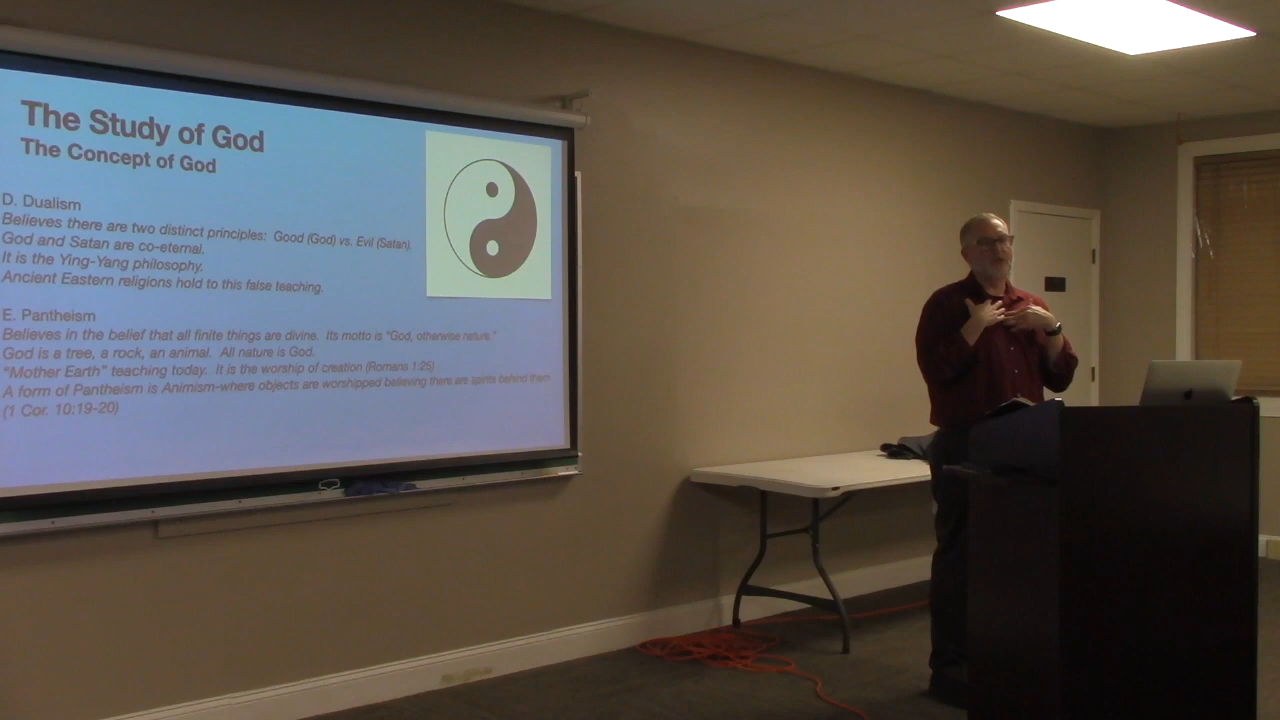 The Study of God
The Concept of God
D. Dualism
Believes there are two distinct principles: Good (God) vs. Evil (Satan).
God and Satan are co-eternal.
It is the Ying-Yang philosophy.
Ancient Eastern religions hold to this false teaching.
E. Pantheism
Believes in the belief that all finite things are divine. Its motto is "God, otherwise nature."
God is a tree, a rock, an animal. All nature is God.
"Mother Earth" teaching today. It is the worship of creation (Romans 1:25)
A form of Pantheism is Animism-where objects are worshipped believing there are spirits behind them
(1 Cor. 10:19-20)